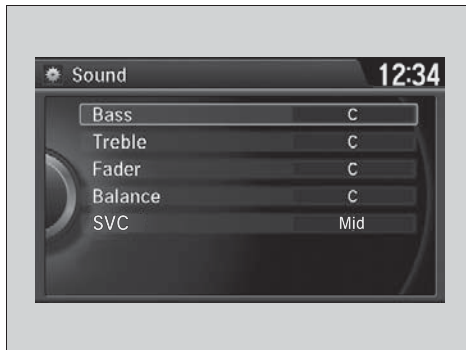 Sound 12:34
Bass C
Treble C
Fader C
Balance C
SVC Mid